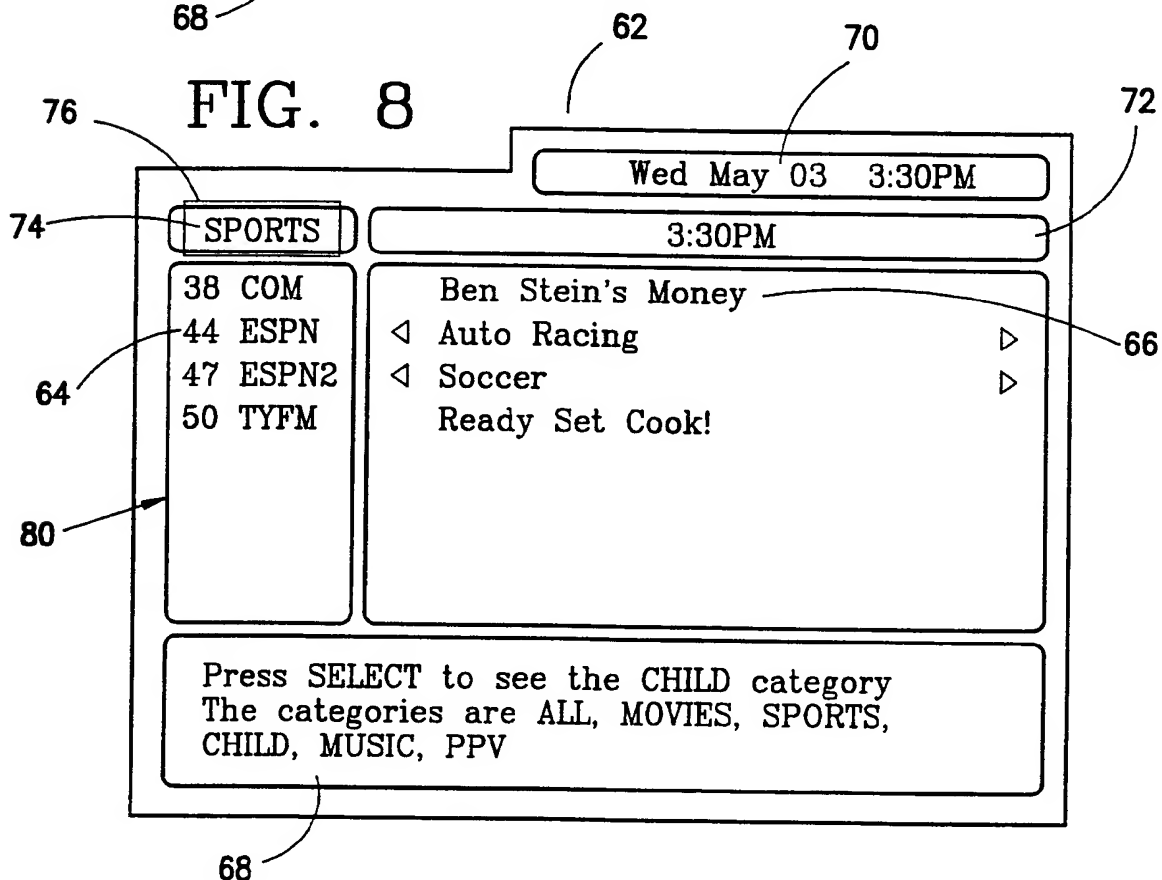 68
62
70
FIG. 8
76
72
Wed May 03 3:30PM
74
SPORTS
3:30PM
38 COM
Ben Stein's Money
44 ESPN
◁ Auto Racing ▷
66
47 ESPN2
◁ Soccer ▷
64
50 TYFM
Ready Set Cook!
80
Press SELECT to see the CHILD category
The categories are ALL, MOVIES, SPORTS,
CHILD, MUSIC, PPV
68